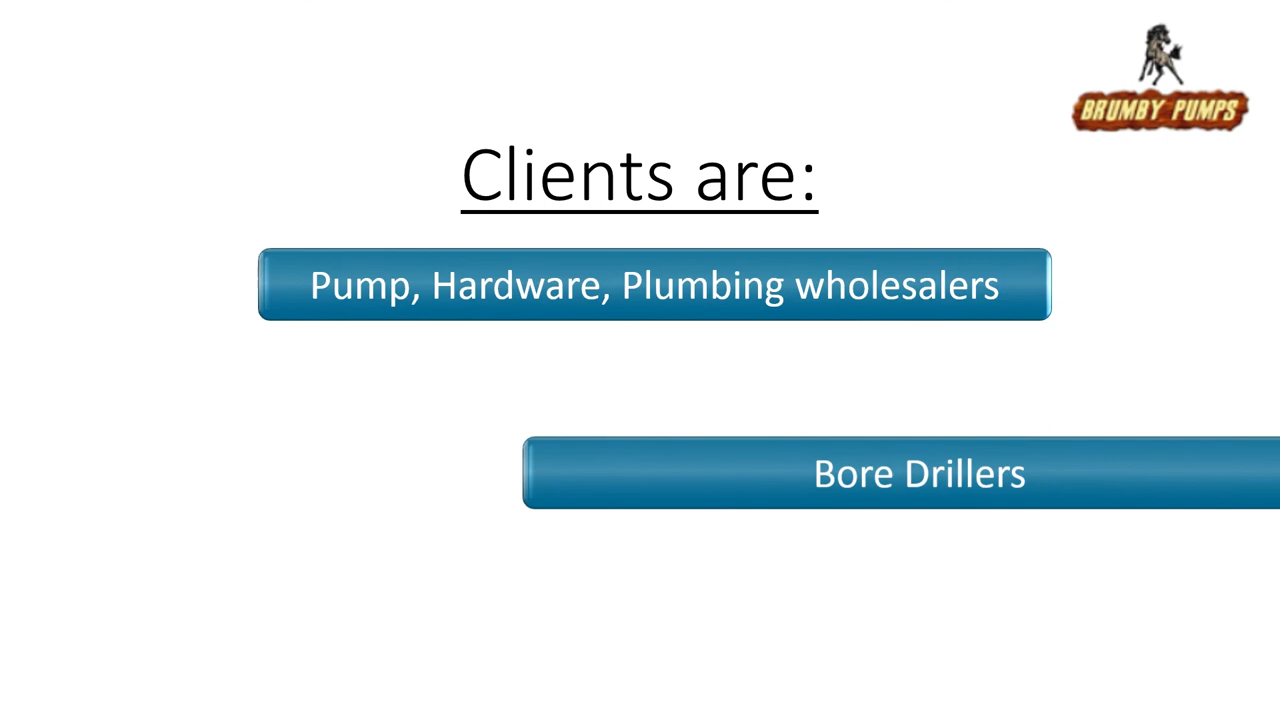 BRUMBY PUMPS
Clients are:
Pump, Hardware, Plumbing wholesalers
Bore Drillers